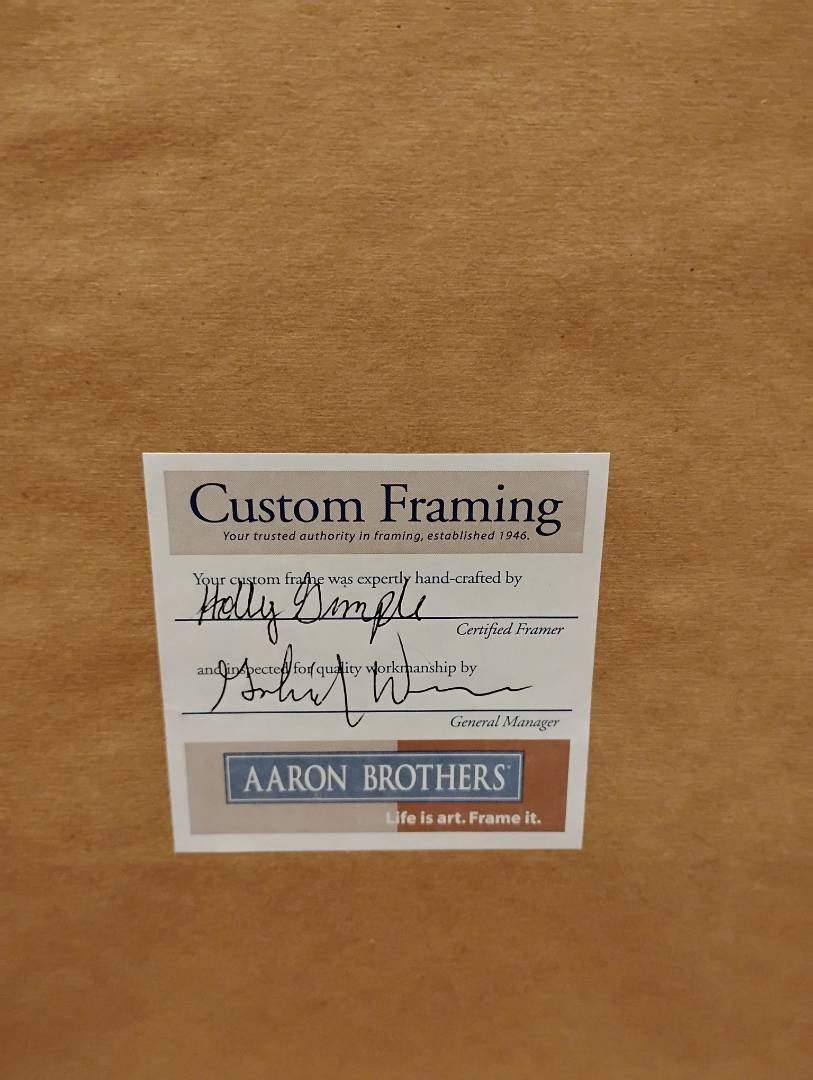 Custom Framing
Your trusted authority in framing, established 1946.
Your custom frame was expertly hand-crafted by
Holly Gimple
Certified Framer
and inspected for quality workmanship by
General Manager
AARON BROTHERS
Life is art. Frame it.